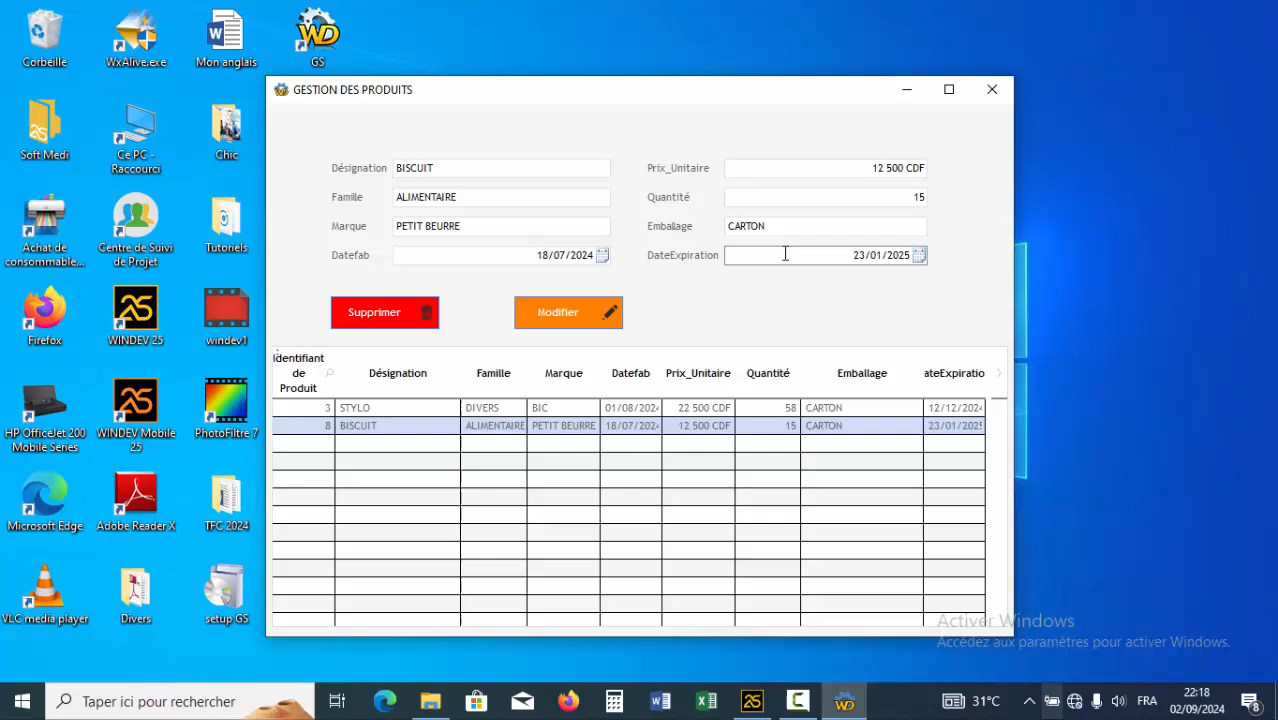 Corbeille
WxAlive.exe
Mon anglais
GS
Soft Medi
Ce PC -
Raccourci
Chic
Achat de
consommable...
Centre de Suivi
de Projet
Tutoriels
Firefox
WINDEV 25
windev1
HP OfficeJet 200
Mobile Series
WINDEV Mobile
25
PhotoFiltre 7
Microsoft Edge
Adobe Reader X
TFC 2024
VLC media player
Divers
setup GS
GESTION DES PRODUITS
Désignation BISCUIT Prix_Unitaire 12 500 CDF
Famille ALIMENTAIRE Quantité 15
Marque PETIT BEURRE Emballage CARTON
Datefab 18/07/2024 DateExpiration 23/01/2025
Supprimer Modifier
Identifiant
de
Produit
Désignation Famille Marque Datefab Prix_Unitaire Quantité Emballage ateExpiratio
3 STYLO DIVERS BIC 01/08/2024 22 500 CDF 58 CARTON 12/12/2024
8 BISCUIT ALIMENTAIRE PETIT BEURRE 18/07/2024 12 500 CDF 15 CARTON 23/01/2025
Activer Windows
Accédez aux paramètres pour activer Windows.
Taper ici pour rechercher
31°C
FRA
22:18
02/09/2024
8